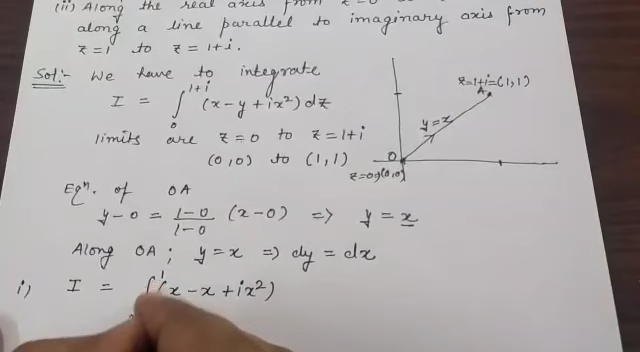 (ii) Along the real axis from z=0
along a line parallel to imaginary axis from
z=1 to z=1+i.
Sol:- We have to integrate
I = ∫₀¹⁺ⁱ (x-y+ix²)dz
limits are z=0 to z=1+i
(0,0) to (1,1)
z=1+i=(1,1)
A
y=x
O
z=0=(0,0)
Eqⁿ. of OA
y-0 = (1-0)/(1-0) (x-0) => y=x
Along OA; y=x => dy=dx
i) I = ∫¹(x-x+ix²)